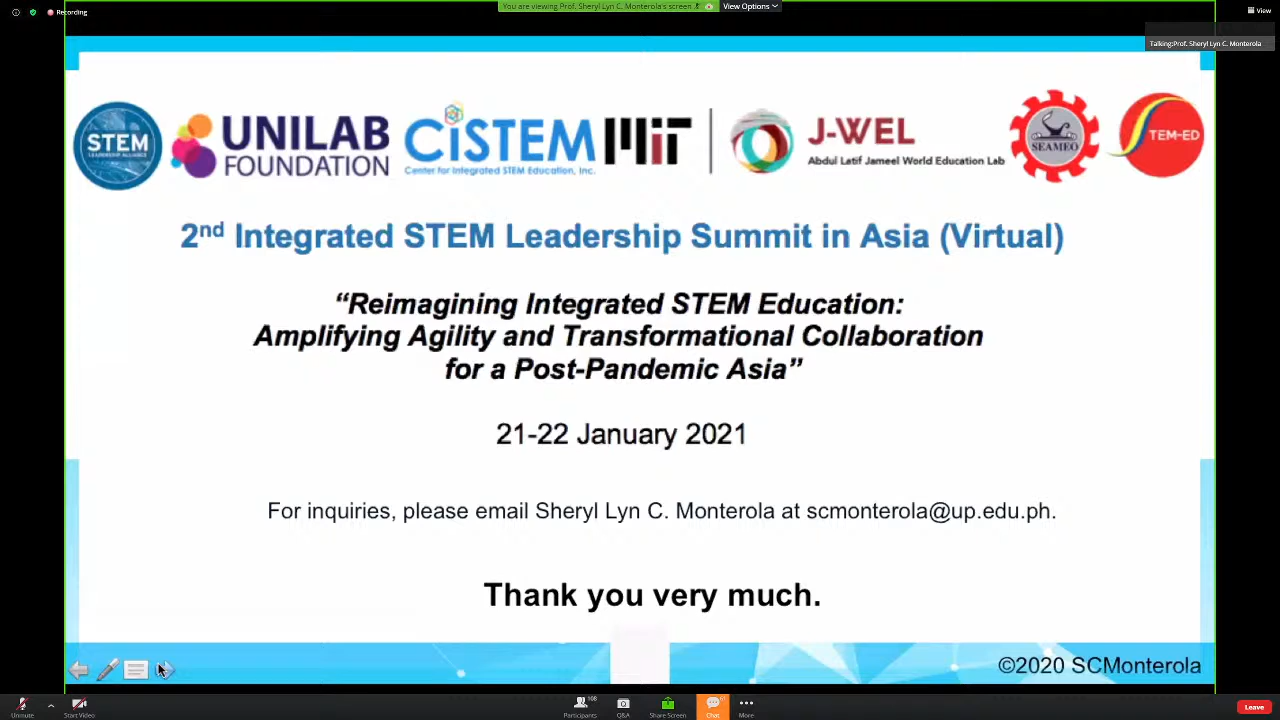 Recording
You are viewing Prof. Sheryl Lyn C. Monterola's screen
View Options
View
Talking:Prof. Sheryl Lyn C. Monterola
STEM
LEADERSHIP ALLIANCE
UNILAB
FOUNDATION
CiSTEM
Center for Integrated STEM Education, Inc.
MIT
J-WEL
Abdul Latif Jameel World Education Lab
SEAMEO
TEM-ED
2nd Integrated STEM Leadership Summit in Asia (Virtual)
“Reimagining Integrated STEM Education:
Amplifying Agility and Transformational Collaboration
for a Post-Pandemic Asia”
21-22 January 2021
For inquiries, please email Sheryl Lyn C. Monterola at scmonterola@up.edu.ph.
Thank you very much.
©2020 SCMonterola
Unmute
Start Video
Participants
108
Q&A
Share Screen
Chat
More
Leave